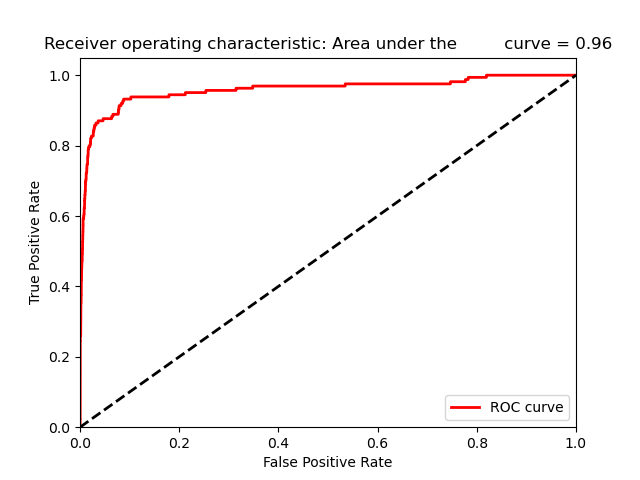 Receiver operating characteristic: Area under the curve = 0.96
1.0
0.8
0.6
0.4
0.2
0.0
True Positive Rate
ROC curve
0.0 0.2 0.4 0.6 0.8 1.0
False Positive Rate